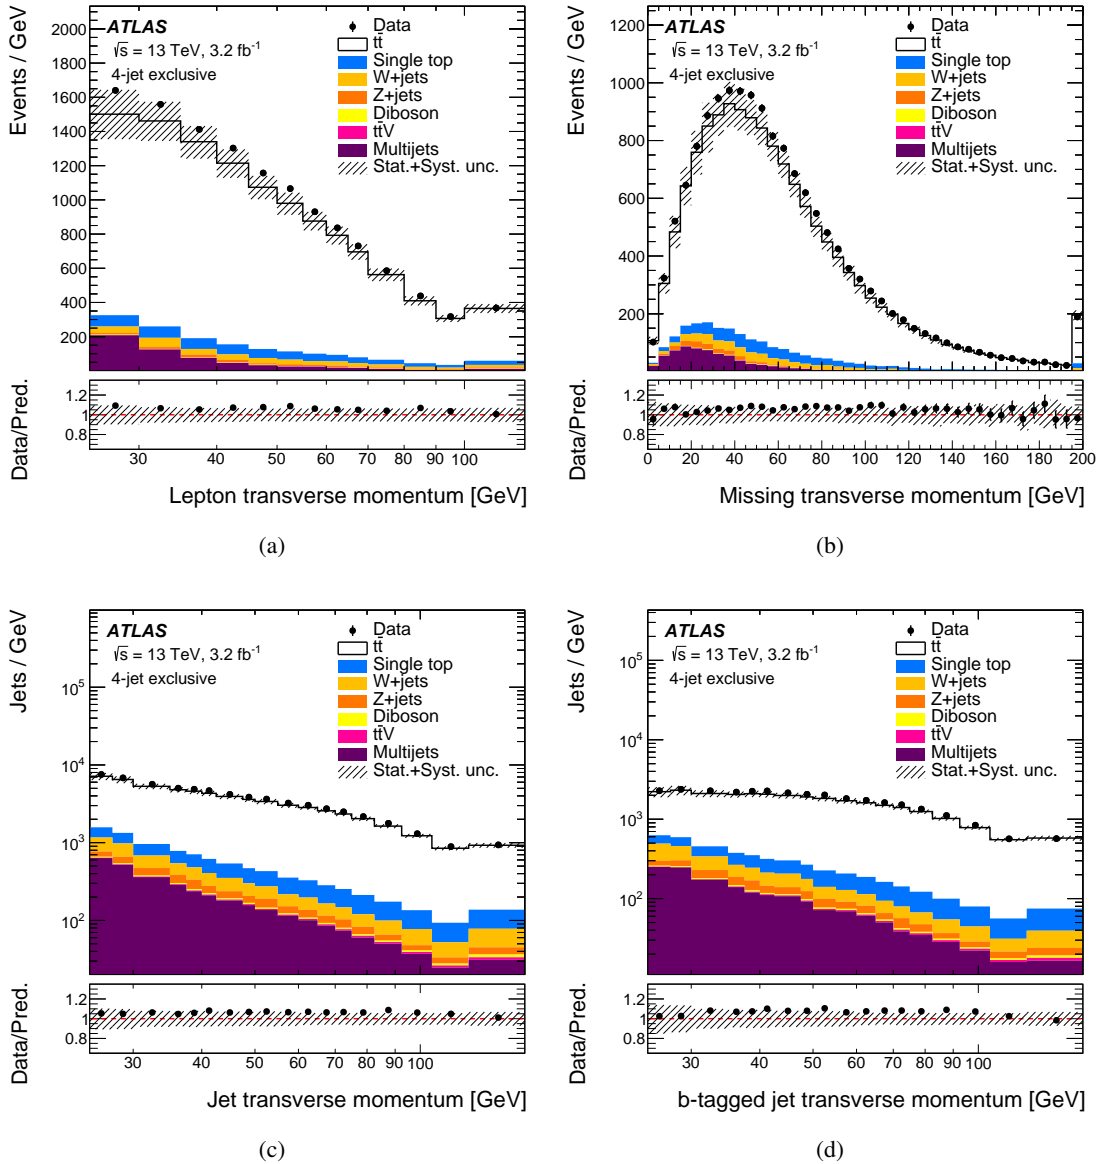 Events / GeV
2000
1800
1600
1400
1200
1000
800
600
400
200
ATLAS
√s = 13 TeV, 3.2 fb⁻¹
4-jet exclusive
Data
tt̄
Single top
W+jets
Z+jets
Diboson
tt̄V
Multijets
Stat.+Syst. unc.
Data/Pred.
1.2
1
0.8
30 40 50 60 70 80 90 100
Lepton transverse momentum [GeV]
(a)
Events / GeV
1200
1000
800
600
400
200
ATLAS
√s = 13 TeV, 3.2 fb⁻¹
4-jet exclusive
Data
tt̄
Single top
W+jets
Z+jets
Diboson
tt̄V
Multijets
Stat.+Syst. unc.
Data/Pred.
1.2
1
0.8
0 20 40 60 80 100 120 140 160 180 200
Missing transverse momentum [GeV]
(b)
Jets / GeV
10⁵
10⁴
10³
10²
ATLAS
√s = 13 TeV, 3.2 fb⁻¹
4-jet exclusive
Data
tt̄
Single top
W+jets
Z+jets
Diboson
tt̄V
Multijets
Stat.+Syst. unc.
Data/Pred.
1.2
1
0.8
30 40 50 60 70 80 90 100
Jet transverse momentum [GeV]
(c)
Jets / GeV
10⁵
10⁴
10³
10²
ATLAS
√s = 13 TeV, 3.2 fb⁻¹
4-jet exclusive
Data
tt̄
Single top
W+jets
Z+jets
Diboson
tt̄V
Multijets
Stat.+Syst. unc.
Data/Pred.
1.2
1
0.8
30 40 50 60 70 80 90 100
b-tagged jet transverse momentum [GeV]
(d)